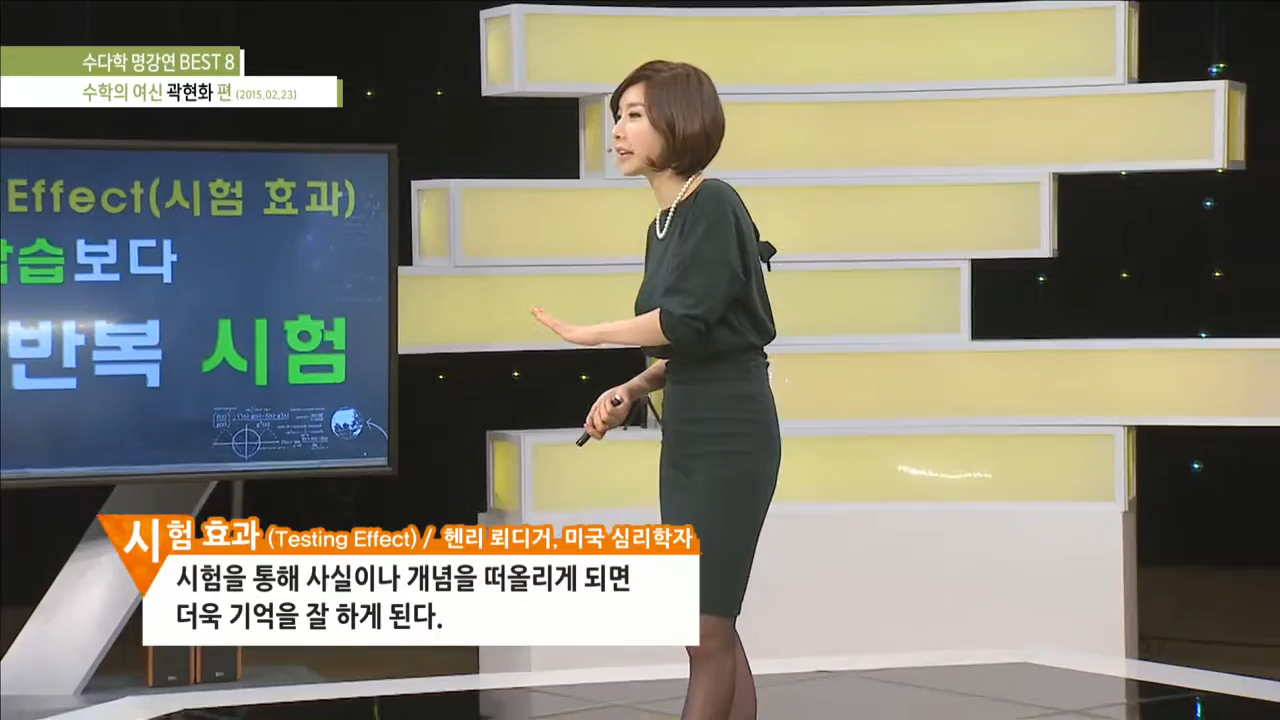 수다학 명강연 BEST 8
수학의 여신 곽현화 편 (2015.02.23)
Effect(시험 효과)
습보다
반복 시험
시험 효과 (Testing Effect) / 헨리 뢰디거, 미국 심리학자
시험을 통해 사실이나 개념을 떠올리게 되면
더욱 기억을 잘 하게 된다.